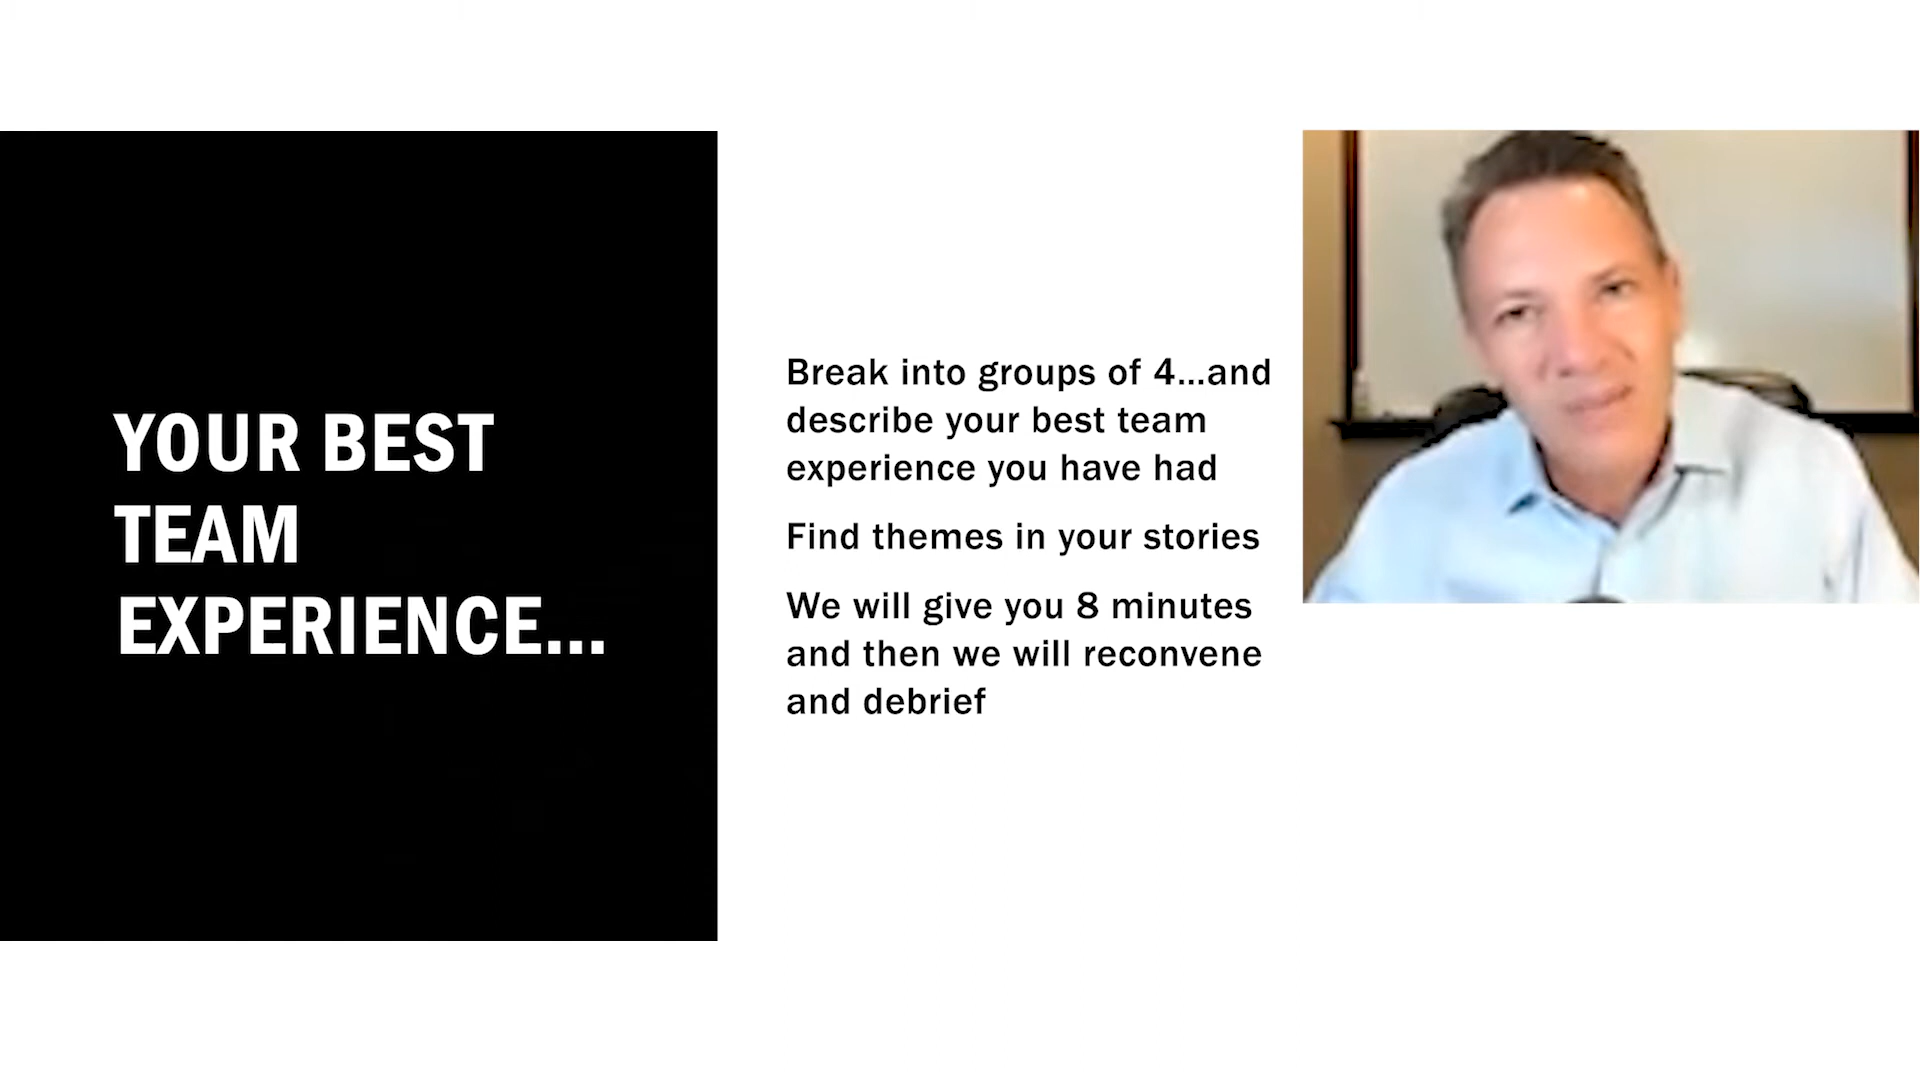 YOUR BEST
TEAM
EXPERIENCE...
Break into groups of 4...and
describe your best team
experience you have had
Find themes in your stories
We will give you 8 minutes
and then we will reconvene
and debrief